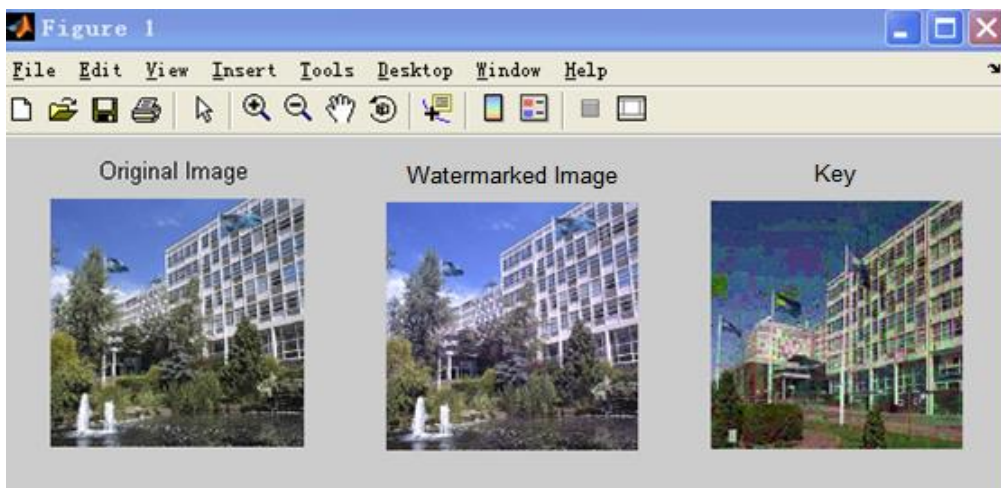 Figure 1
File Edit View Insert Tools Desktop Window Help
Original Image
Watermarked Image
Key